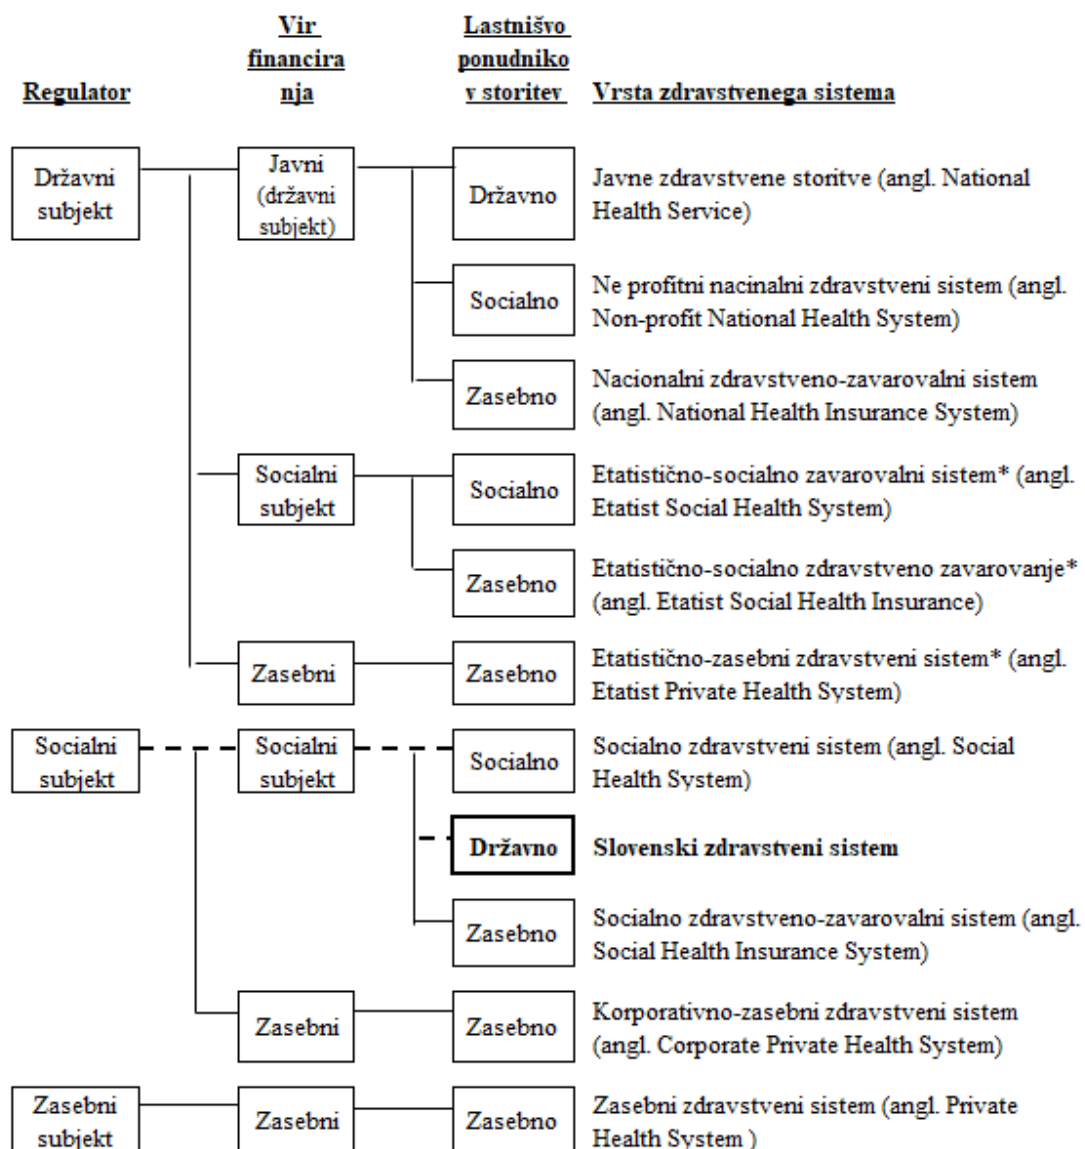 Vir
financira
nja
Lastnišvo
ponudniko
v storitev
Regulator
Vrsta zdravstvenega sistema
Državni
subjekt
Javni
(državni
subjekt)
Državno
Javne zdravstvene storitve (angl. National
Health Service)
Socialno
Ne profitni nacinalni zdravstveni sistem (angl.
Non-profit National Health System)
Zasebno
Nacionalni zdravstveno-zavarovalni sistem
(angl. National Health Insurance System)
Socialni
subjekt
Socialno
Etatistično-socialno zavarovalni sistem* (angl.
Etatist Social Health System)
Zasebno
Etatistično-socialno zdravstveno zavarovanje*
(angl. Etatist Social Health Insurance)
Zasebni
Zasebno
Etatistično-zasebni zdravstveni sistem* (angl.
Etatist Private Health System)
Socialni
subjekt
Socialni
subjekt
Socialno
Socialno zdravstveni sistem (angl. Social
Health System)
Državno
Slovenski zdravstveni sistem
Zasebno
Socialno zdravstveno-zavarovalni sistem (angl.
Social Health Insurance System)
Zasebni
Zasebno
Korporativno-zasebni zdravstveni sistem
(angl. Corporate Private Health System)
Zasebni
subjekt
Zasebni
Zasebno
Zasebni zdravstveni sistem (angl. Private
Health System )